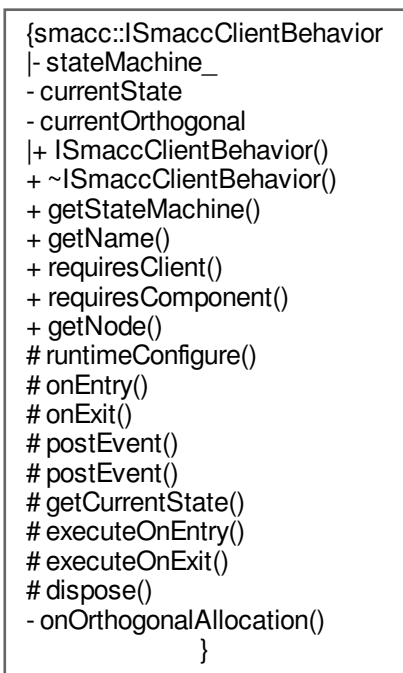 {smacc::ISmaccClientBehavior
|- stateMachine_
- currentState
- currentOrthogonal
|+ ISmaccClientBehavior()
+ ~ISmaccClientBehavior()
+ getStateMachine()
+ getName()
+ requiresClient()
+ requiresComponent()
+ getNode()
# runtimeConfigure()
# onEntry()
# onExit()
# postEvent()
# postEvent()
# getCurrentState()
# executeOnEntry()
# executeOnExit()
# dispose()
- onOrthogonalAllocation()
}